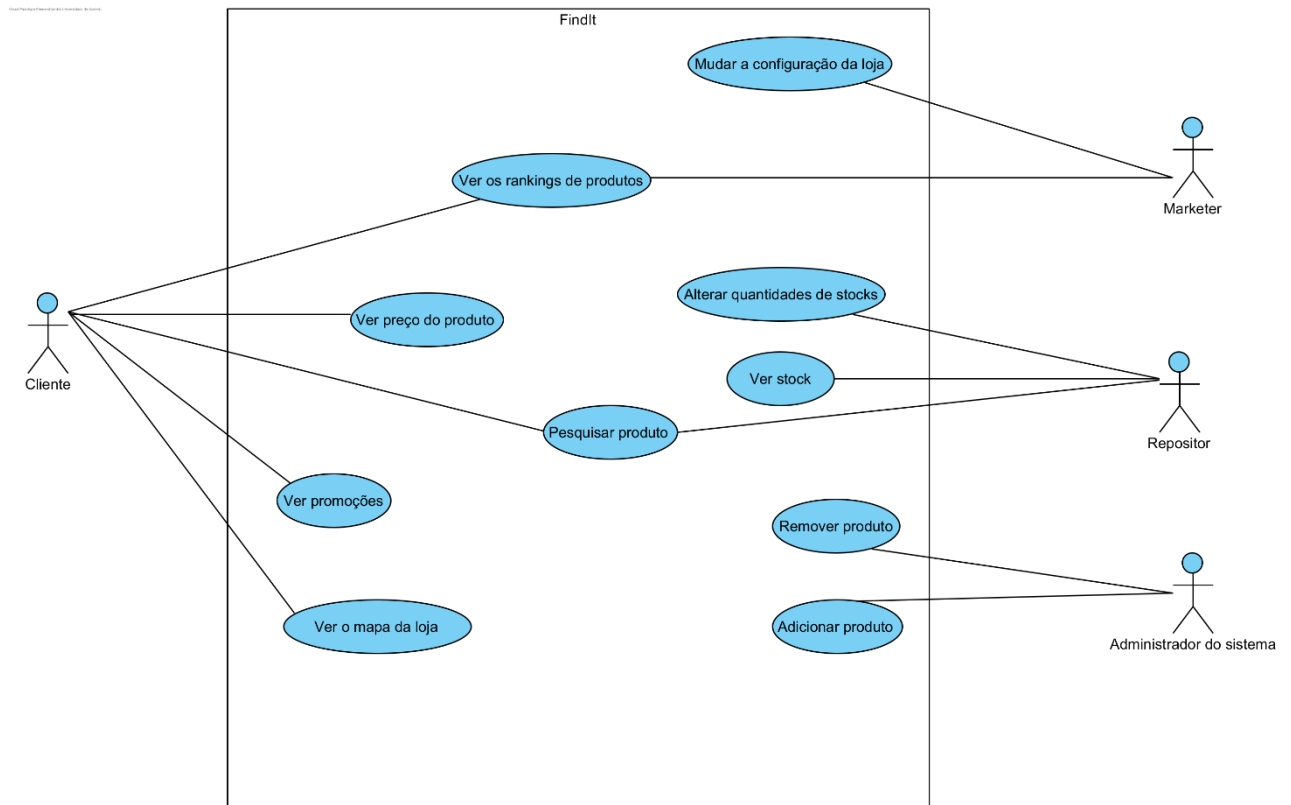 FindIt
Mudar a configuração da loja
Ver os rankings de produtos
Marketer
Alterar quantidades de stocks
Ver preço do produto
Cliente
Ver stock
Pesquisar produto
Repositor
Ver promoções
Remover produto
Ver o mapa da loja
Adicionar produto
Administrador do sistema